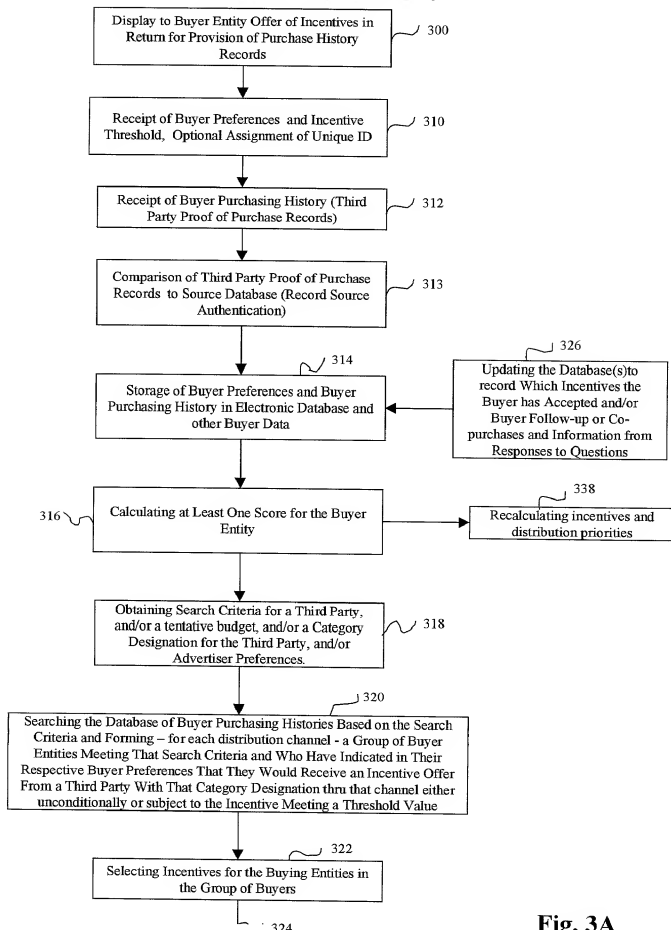 Display to Buyer Entity Offer of Incentives in
Return for Provision of Purchase History
Records
300
Receipt of Buyer Preferences and Incentive
Threshold, Optional Assignment of Unique ID
310
Receipt of Buyer Purchasing History (Third
Party Proof of Purchase Records)
312
Comparison of Third Party Proof of Purchase
Records to Source Database (Record Source
Authentication)
313
314
Storage of Buyer Preferences and Buyer
Purchasing History in Electronic Database and
other Buyer Data
326
Updating the Database(s)to
record Which Incentives the
Buyer has Accepted and/or
Buyer Follow-up or Co-
purchases and Information from
Responses to Questions
316
Calculating at Least One Score for the Buyer
Entity
338
Recalculating incentives and
distribution priorities
Obtaining Search Criteria for a Third Party,
and/or a tentative budget, and/or a Category
Designation for the Third Party, and/or
Advertiser Preferences.
318
320
Searching the Database of Buyer Purchasing Histories Based on the Search
Criteria and Forming – for each distribution channel - a Group of Buyer
Entities Meeting That Search Criteria and Who Have Indicated in Their
Respective Buyer Preferences That They Would Receive an Incentive Offer
From a Third Party With That Category Designation thru that channel either
unconditionally or subject to the Incentive Meeting a Threshold Value
322
Selecting Incentives for the Buying Entities in
the Group of Buyers
324
Fig. 3A